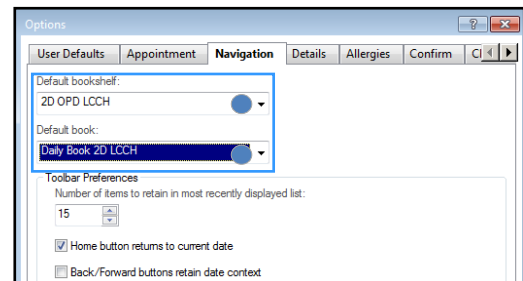 Options
User Defaults Appointment Navigation Details Allergies Confirm
Default bookshelf:
2D OPD LCCH
Default book:
Daily Book 2D LCCH
Toolbar Preferences
Number of items to retain in most recently displayed list:
15
Home button returns to current date
Back/Forward buttons retain date context